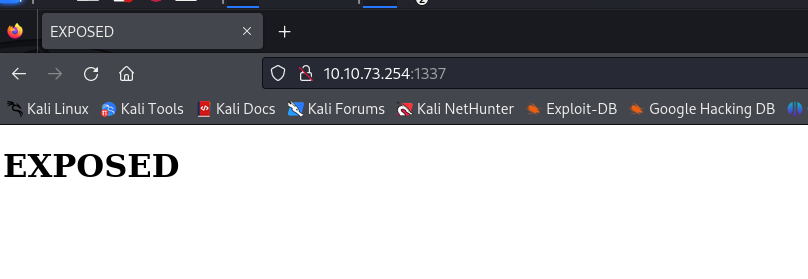 EXPOSED
10.10.73.254:1337
Kali Linux Kali Tools Kali Docs Kali Forums Kali NetHunter Exploit-DB Google Hacking DB
EXPOSED